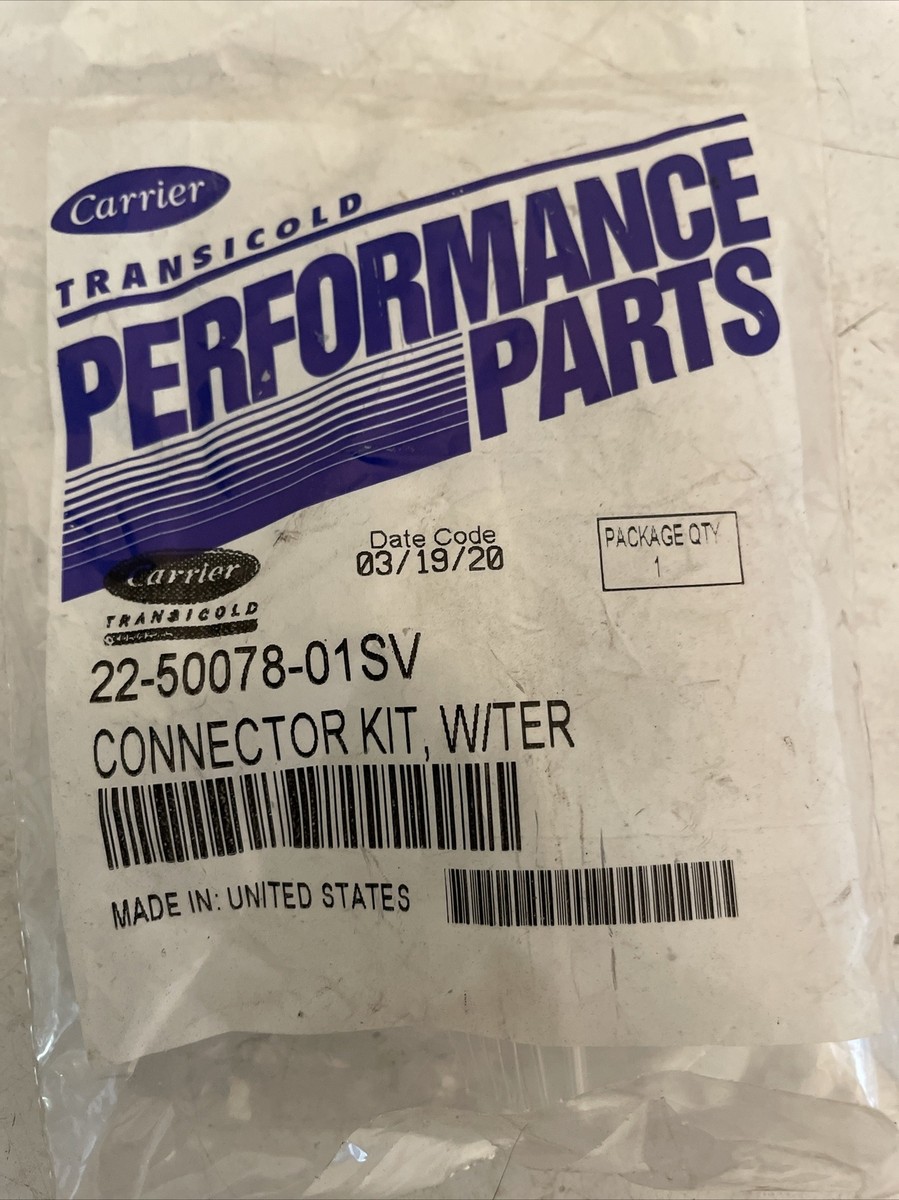 Carrier
TRANSICOLD
PERFORMANCE
PARTS
Date Code
03/19/20
PACKAGE QTY
1
Carrier
TRANSICOLD
22-50078-01SV
CONNECTOR KIT, W/TER
MADE IN: UNITED STATES